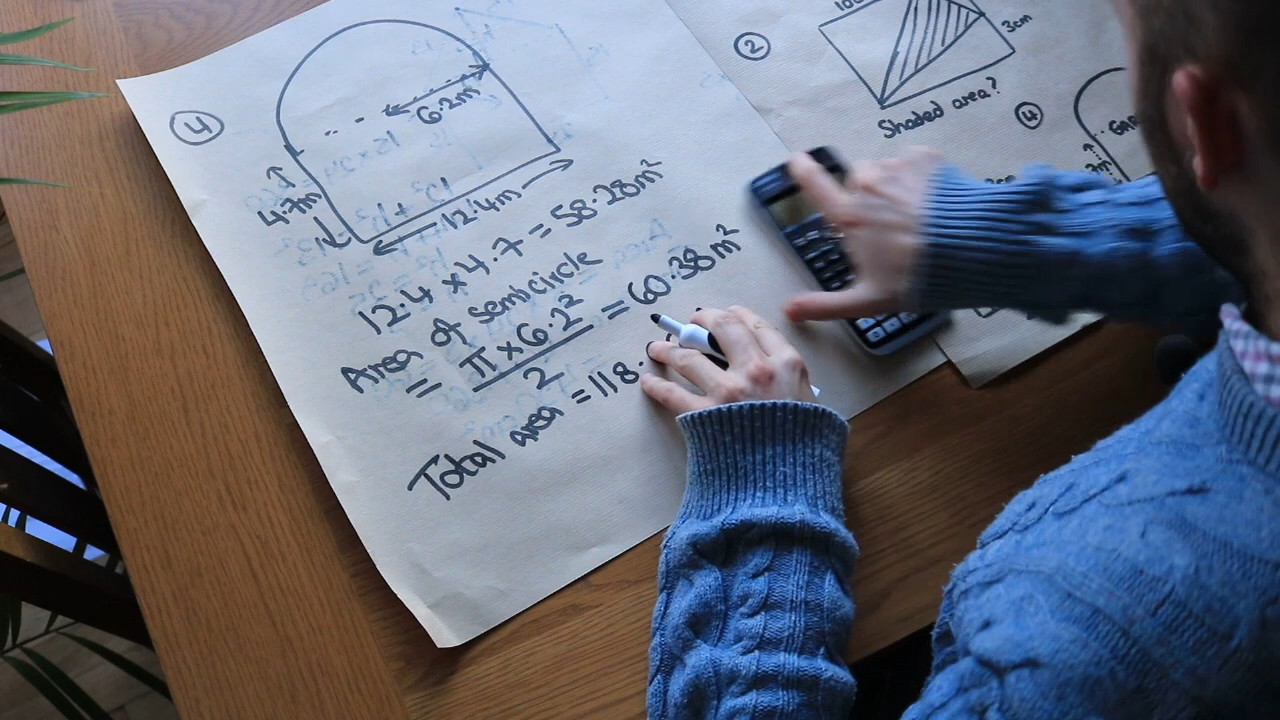 4
6.2m
4.7m
12.4m
12.4 x 4.7 = 58.28m²
Area of Semicircle
= π x 6.2² / 2 = 60.38m²
Total area = 118.
2
3cm
Shaded area?
4